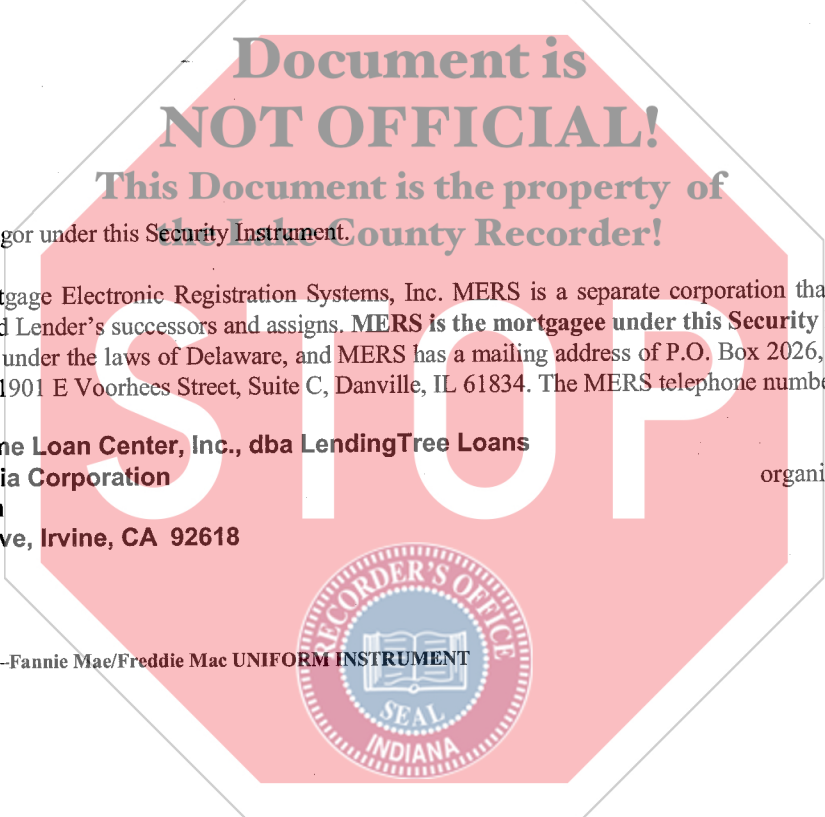 Document is
NOT OFFICIAL!
This Document is the property of
the Lake County Recorder!
gor under this Security Instrument.
tgage Electronic Registration Systems, Inc. MERS is a separate corporation tha
d Lender's successors and assigns. MERS is the mortgagee under this Security
under the laws of Delaware, and MERS has a mailing address of P.O. Box 2026,
1901 E Voorhees Street, Suite C, Danville, IL 61834. The MERS telephone numbe
STOP
me Loan Center, Inc., dba LendingTree Loans
ia Corporation organi
ve, Irvine, CA 92618
RECORDER'S OFFICE
–Fannie Mae/Freddie Mac UNIFORM INSTRUMENT
SEAL
INDIANA